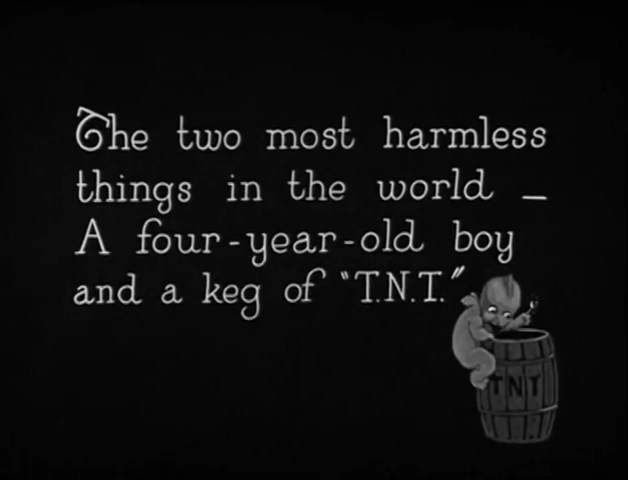 The two most harmless
things in the world —
A four-year-old boy
and a keg of "T.N.T."
TNT